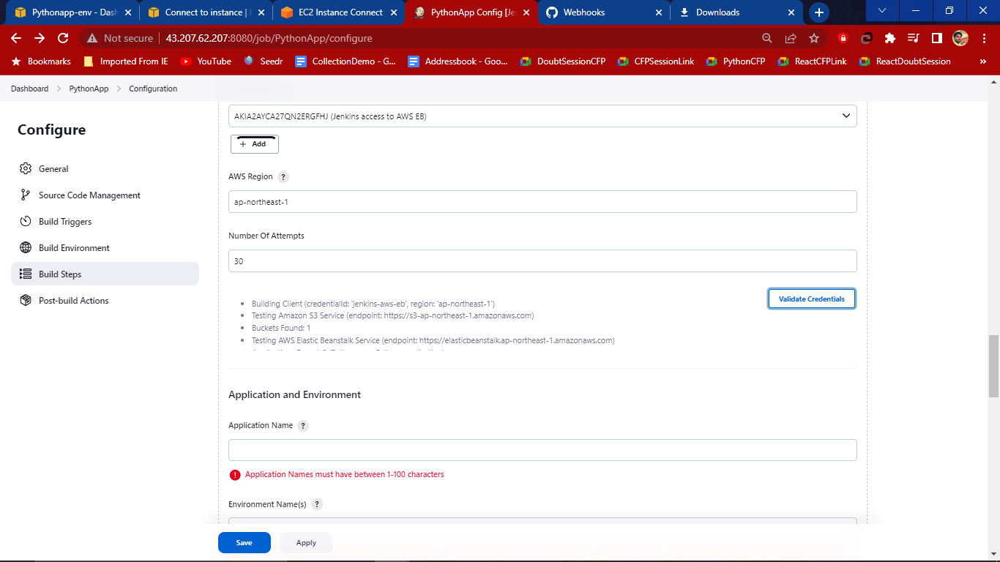 Pythonapp-env - Dash
Connect to instance |
EC2 Instance Connect
PythonApp Config [Je
Webhooks
Downloads
Not secure
43.207.62.207:8080/job/PythonApp/configure
Bookmarks
Imported From IE
YouTube
Seedr
CollectionDemo - G...
Addressbook - Goo...
DoubtSessionCFP
CFPSessionLink
PythonCFP
ReactCFPLink
ReactDoubtSession
»
Dashboard > PythonApp > Configuration
Configure
General
Source Code Management
Build Triggers
Build Environment
Build Steps
Post-build Actions
AKIA2AYCA27QN2ERGFHJ (Jenkins access to AWS EB)
+ Add
AWS Region ?
ap-northeast-1
Number Of Attempts
30
Validate Credentials
Building Client (credentialId: 'jenkins-aws-eb', region: 'ap-northeast-1')
Testing Amazon S3 Service (endpoint: https://s3-ap-northeast-1.amazonaws.com)
Buckets Found: 1
Testing AWS Elastic Beanstalk Service (endpoint: https://elasticbeanstalk.ap-northeast-1.amazonaws.com)
Application and Environment
Application Name ?
! Application Names must have between 1-100 characters
Environment Name(s) ?
Save
Apply